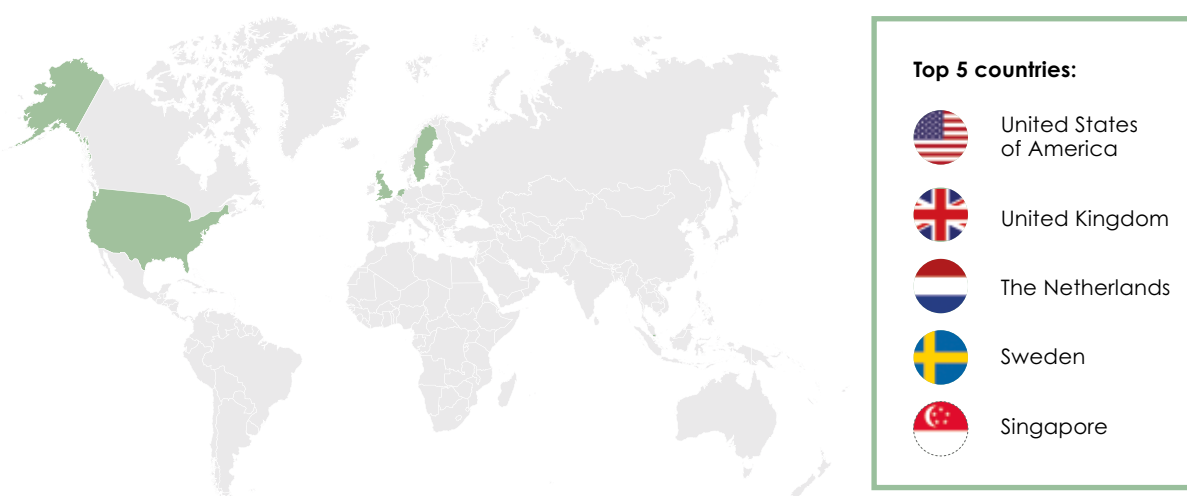 Top 5 countries:
United States
of America
United Kingdom
The Netherlands
Sweden
Singapore